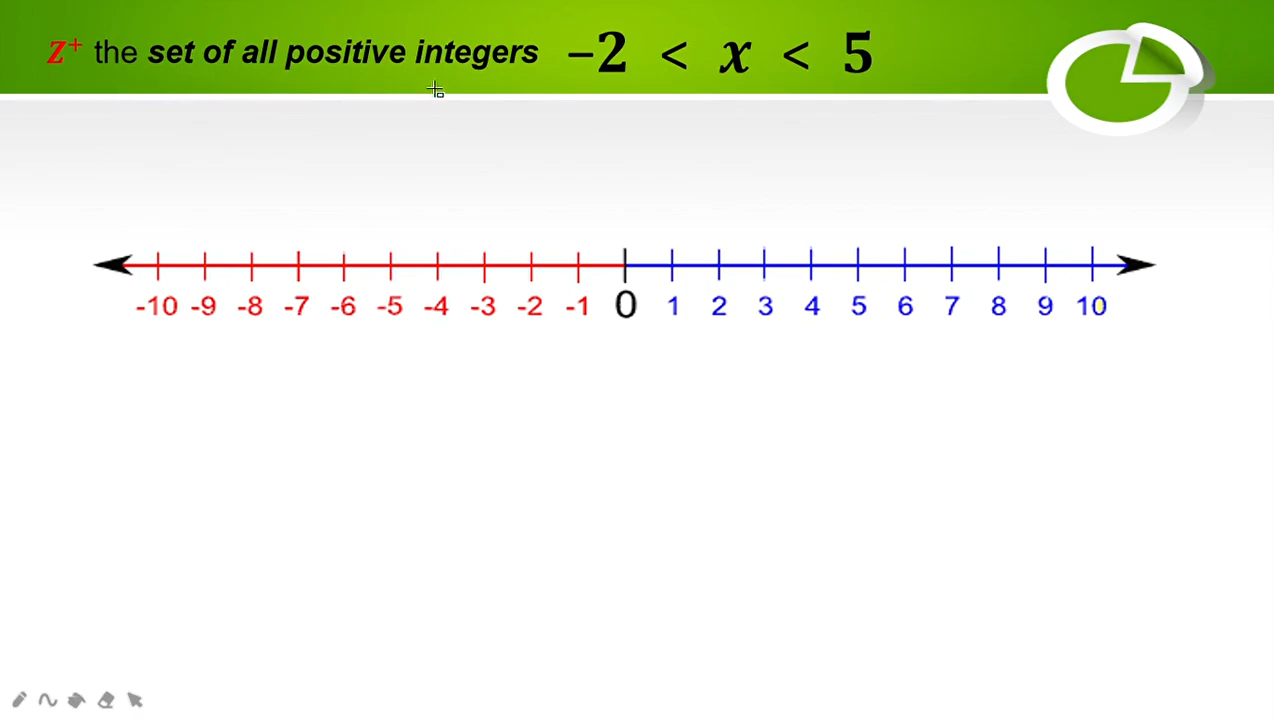 z⁺ the set of all positive integers −2 < x < 5
-10 -9 -8 -7 -6 -5 -4 -3 -2 -1 0 1 2 3 4 5 6 7 8 9 10